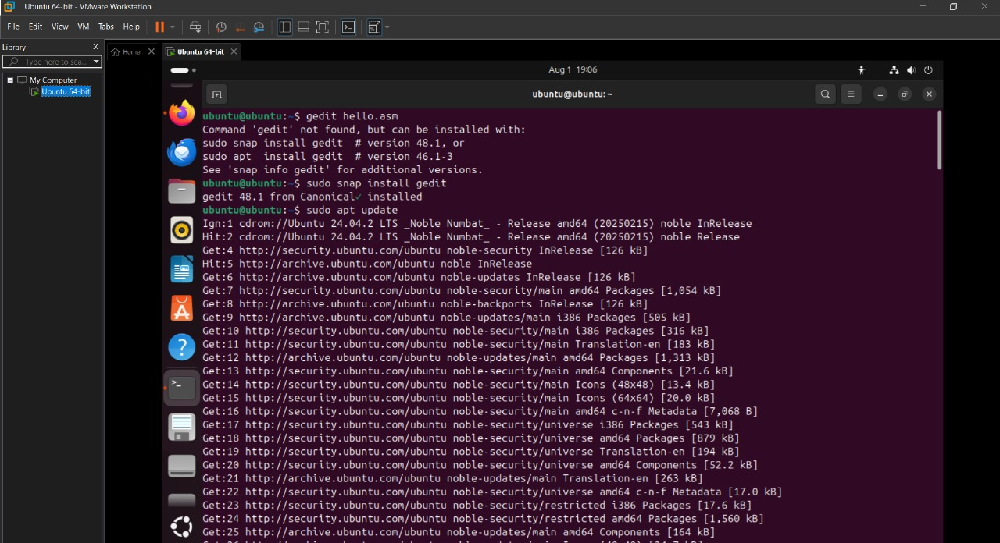 Ubuntu 64-bit - VMware Workstation
File Edit View VM Tabs Help
Library
Type here to sea...
My Computer
Ubuntu 64-bit
Home
Ubuntu 64-bit
Aug 1 19:06
ubuntu@ubuntu: ~
ubuntu@ubuntu:~$ gedit hello.asm
Command 'gedit' not found, but can be installed with:
sudo snap install gedit  # version 48.1, or
sudo apt  install gedit  # version 46.1-3
See 'snap info gedit' for additional versions.
ubuntu@ubuntu:~$ sudo snap install gedit
gedit 48.1 from Canonical✓ installed
ubuntu@ubuntu:~$ sudo apt update
Ign:1 cdrom://Ubuntu 24.04.2 LTS _Noble Numbat_ - Release amd64 (20250215) noble InRelease
Hit:2 cdrom://Ubuntu 24.04.2 LTS _Noble Numbat_ - Release amd64 (20250215) noble Release
Get:4 http://security.ubuntu.com/ubuntu noble-security InRelease [126 kB]
Hit:5 http://archive.ubuntu.com/ubuntu noble InRelease
Get:6 http://archive.ubuntu.com/ubuntu noble-updates InRelease [126 kB]
Get:7 http://security.ubuntu.com/ubuntu noble-security/main amd64 Packages [1,054 kB]
Get:8 http://archive.ubuntu.com/ubuntu noble-backports InRelease [126 kB]
Get:9 http://archive.ubuntu.com/ubuntu noble-updates/main i386 Packages [505 kB]
Get:10 http://security.ubuntu.com/ubuntu noble-security/main i386 Packages [316 kB]
Get:11 http://security.ubuntu.com/ubuntu noble-security/main Translation-en [183 kB]
Get:12 http://archive.ubuntu.com/ubuntu noble-updates/main amd64 Packages [1,313 kB]
Get:13 http://security.ubuntu.com/ubuntu noble-security/main amd64 Components [21.6 kB]
Get:14 http://security.ubuntu.com/ubuntu noble-security/main Icons (48x48) [13.4 kB]
Get:15 http://security.ubuntu.com/ubuntu noble-security/main Icons (64x64) [20.0 kB]
Get:16 http://security.ubuntu.com/ubuntu noble-security/main amd64 c-n-f Metadata [7,068 B]
Get:17 http://security.ubuntu.com/ubuntu noble-security/universe i386 Packages [543 kB]
Get:18 http://security.ubuntu.com/ubuntu noble-security/universe amd64 Packages [879 kB]
Get:19 http://security.ubuntu.com/ubuntu noble-security/universe Translation-en [194 kB]
Get:20 http://security.ubuntu.com/ubuntu noble-security/universe amd64 Components [52.2 kB]
Get:21 http://archive.ubuntu.com/ubuntu noble-updates/main Translation-en [263 kB]
Get:22 http://security.ubuntu.com/ubuntu noble-security/universe amd64 c-n-f Metadata [17.0 kB]
Get:23 http://security.ubuntu.com/ubuntu noble-security/restricted i386 Packages [17.6 kB]
Get:24 http://security.ubuntu.com/ubuntu noble-security/restricted amd64 Packages [1,560 kB]
Get:25 http://archive.ubuntu.com/ubuntu noble-updates/main amd64 Components [164 kB]